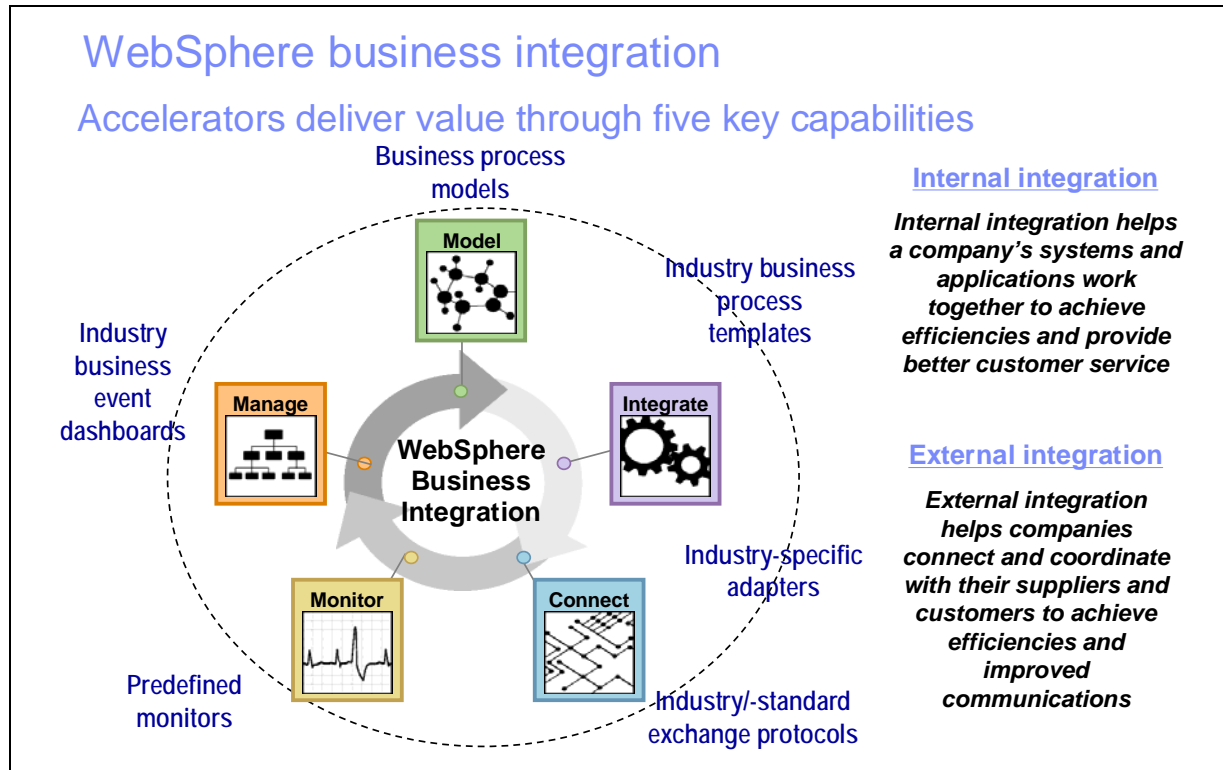 WebSphere business integration
Accelerators deliver value through five key capabilities
Business process
models
Model
Industry business
process
templates
Industry
business
event
dashboards
Manage
Integrate
WebSphere
Business
Integration
Industry-specific
adapters
Monitor
Connect
Predefined
monitors
Industry/-standard
exchange protocols
Internal integration
Internal integration helps
a company’s systems and
applications work
together to achieve
efficiencies and provide
better customer service
External integration
External integration
helps companies
connect and coordinate
with their suppliers and
customers to achieve
efficiencies and
improved
communications